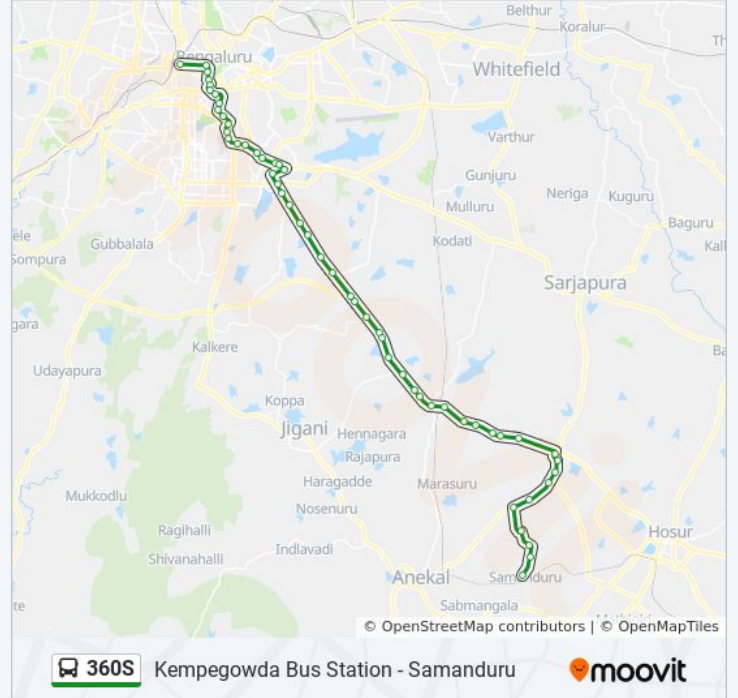 Belthur
Koralur
Bengaluru
Whitefield
Varthur
Gunjuru
Neriga
Kuguru
Mulluru
Baguru
Gubbalala
Kodati
Sompura
Sarjapura
Kalkere
Udayapura
Koppa
Jigani
Hennagara
Rajapura
Haragadde
Marasuru
Mukkodlu
Nosenuru
Ragihalli
Hosur
Indlavadi
Shivanahalli
Anekal
Samanduru
Sabmangala
© OpenStreetMap contributors | © OpenMapTiles
360S Kempegowda Bus Station - Samanduru
moovit